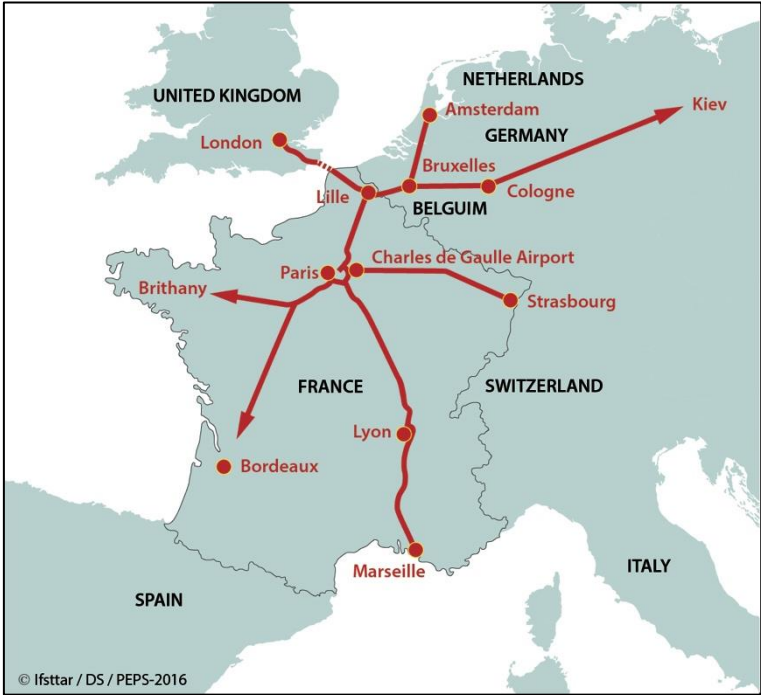 NETHERLANDS
UNITED KINGDOM
Kiev
Amsterdam
GERMANY
London
Bruxelles
Lille
Cologne
BELGUIM
Charles de Gaulle Airport
Paris
Brithany
Strasbourg
FRANCE
SWITZERLAND
Lyon
Bordeaux
Marseille
ITALY
SPAIN
© Ifsttar / DS / PEPS-2016